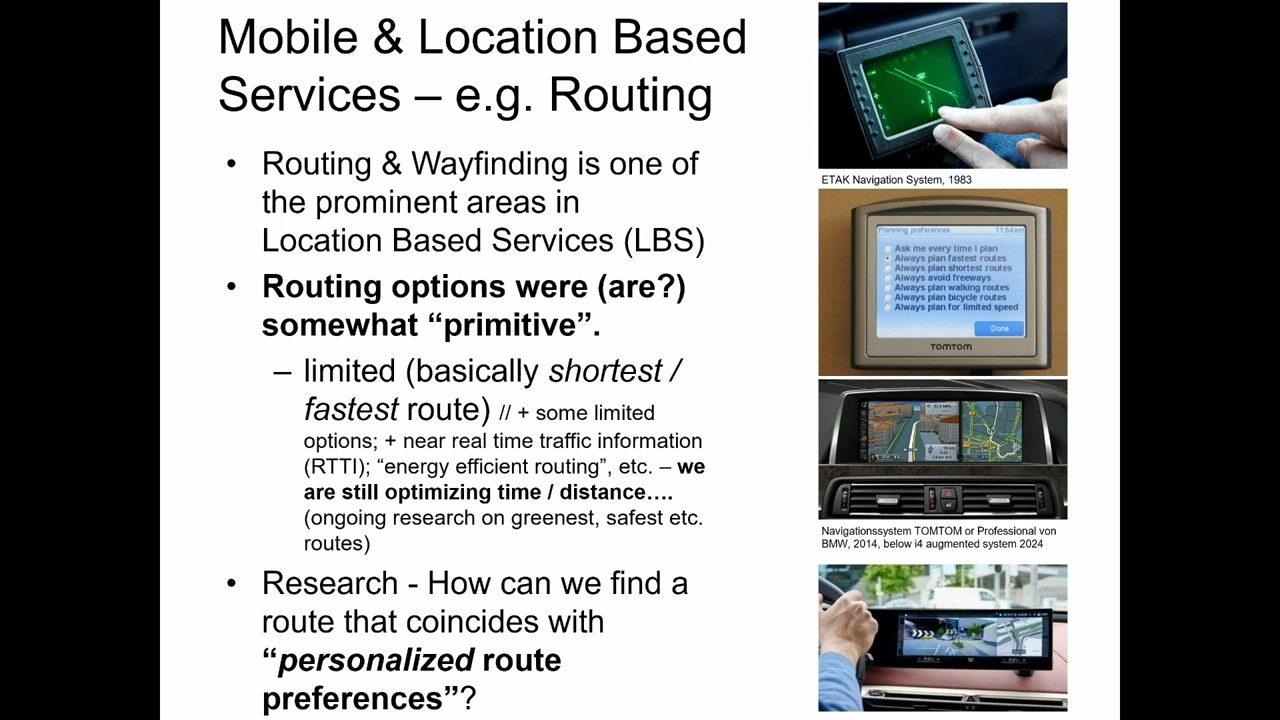 Mobile & Location Based
Services – e.g. Routing
• Routing & Wayfinding is one of
the prominent areas in
Location Based Services (LBS)
• Routing options were (are?)
somewhat “primitive”.
– limited (basically shortest /
fastest route) // + some limited
options; + near real time traffic information
(RTTI); “energy efficient routing”, etc. – we
are still optimizing time / distance….
(ongoing research on greenest, safest etc.
routes)
• Research - How can we find a
route that coincides with
“personalized route
preferences”?
ETAK Navigation System, 1983
Planning preferences 11:54am
Ask me every time I plan
Always plan fastest routes
Always plan shortest routes
Always avoid freeways
Always plan walking routes
Always plan bicycle routes
Always plan for limited speed
Done
TOMTOM
Navigationssystem TOMTOM or Professional von
BMW, 2014, below i4 augmented system 2024